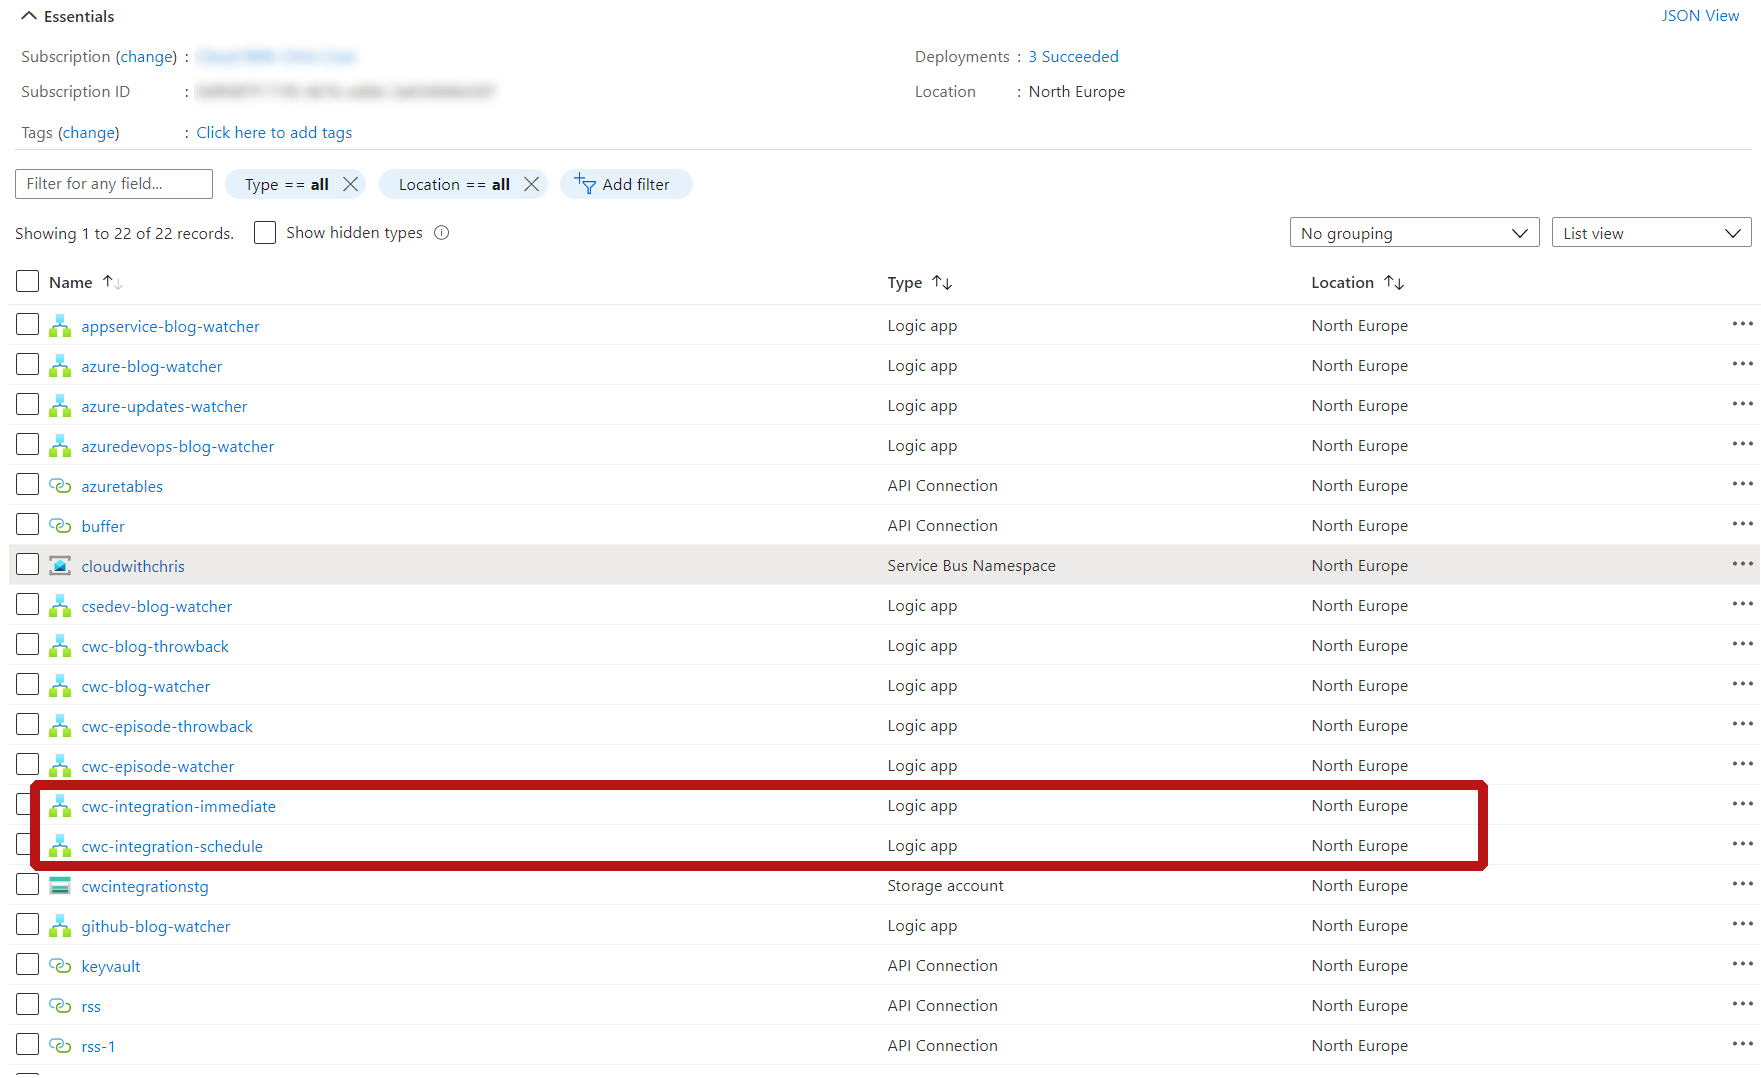 Essentials JSON View
Subscription (change) : Deployments : 3 Succeeded
Subscription ID : Location : North Europe
Tags (change) : Click here to add tags
Filter for any field... Type == all Location == all Add filter
Showing 1 to 22 of 22 records. Show hidden types No grouping List view
Name Type Location
appservice-blog-watcher Logic app North Europe
azure-blog-watcher Logic app North Europe
azure-updates-watcher Logic app North Europe
azuredevops-blog-watcher Logic app North Europe
azuretables API Connection North Europe
buffer API Connection North Europe
cloudwithchris Service Bus Namespace North Europe
csedev-blog-watcher Logic app North Europe
cwc-blog-throwback Logic app North Europe
cwc-blog-watcher Logic app North Europe
cwc-episode-throwback Logic app North Europe
cwc-episode-watcher Logic app North Europe
cwc-integration-immediate Logic app North Europe
cwc-integration-schedule Logic app North Europe
cwcintegrationstg Storage account North Europe
github-blog-watcher Logic app North Europe
keyvault API Connection North Europe
rss API Connection North Europe
rss-1 API Connection North Europe